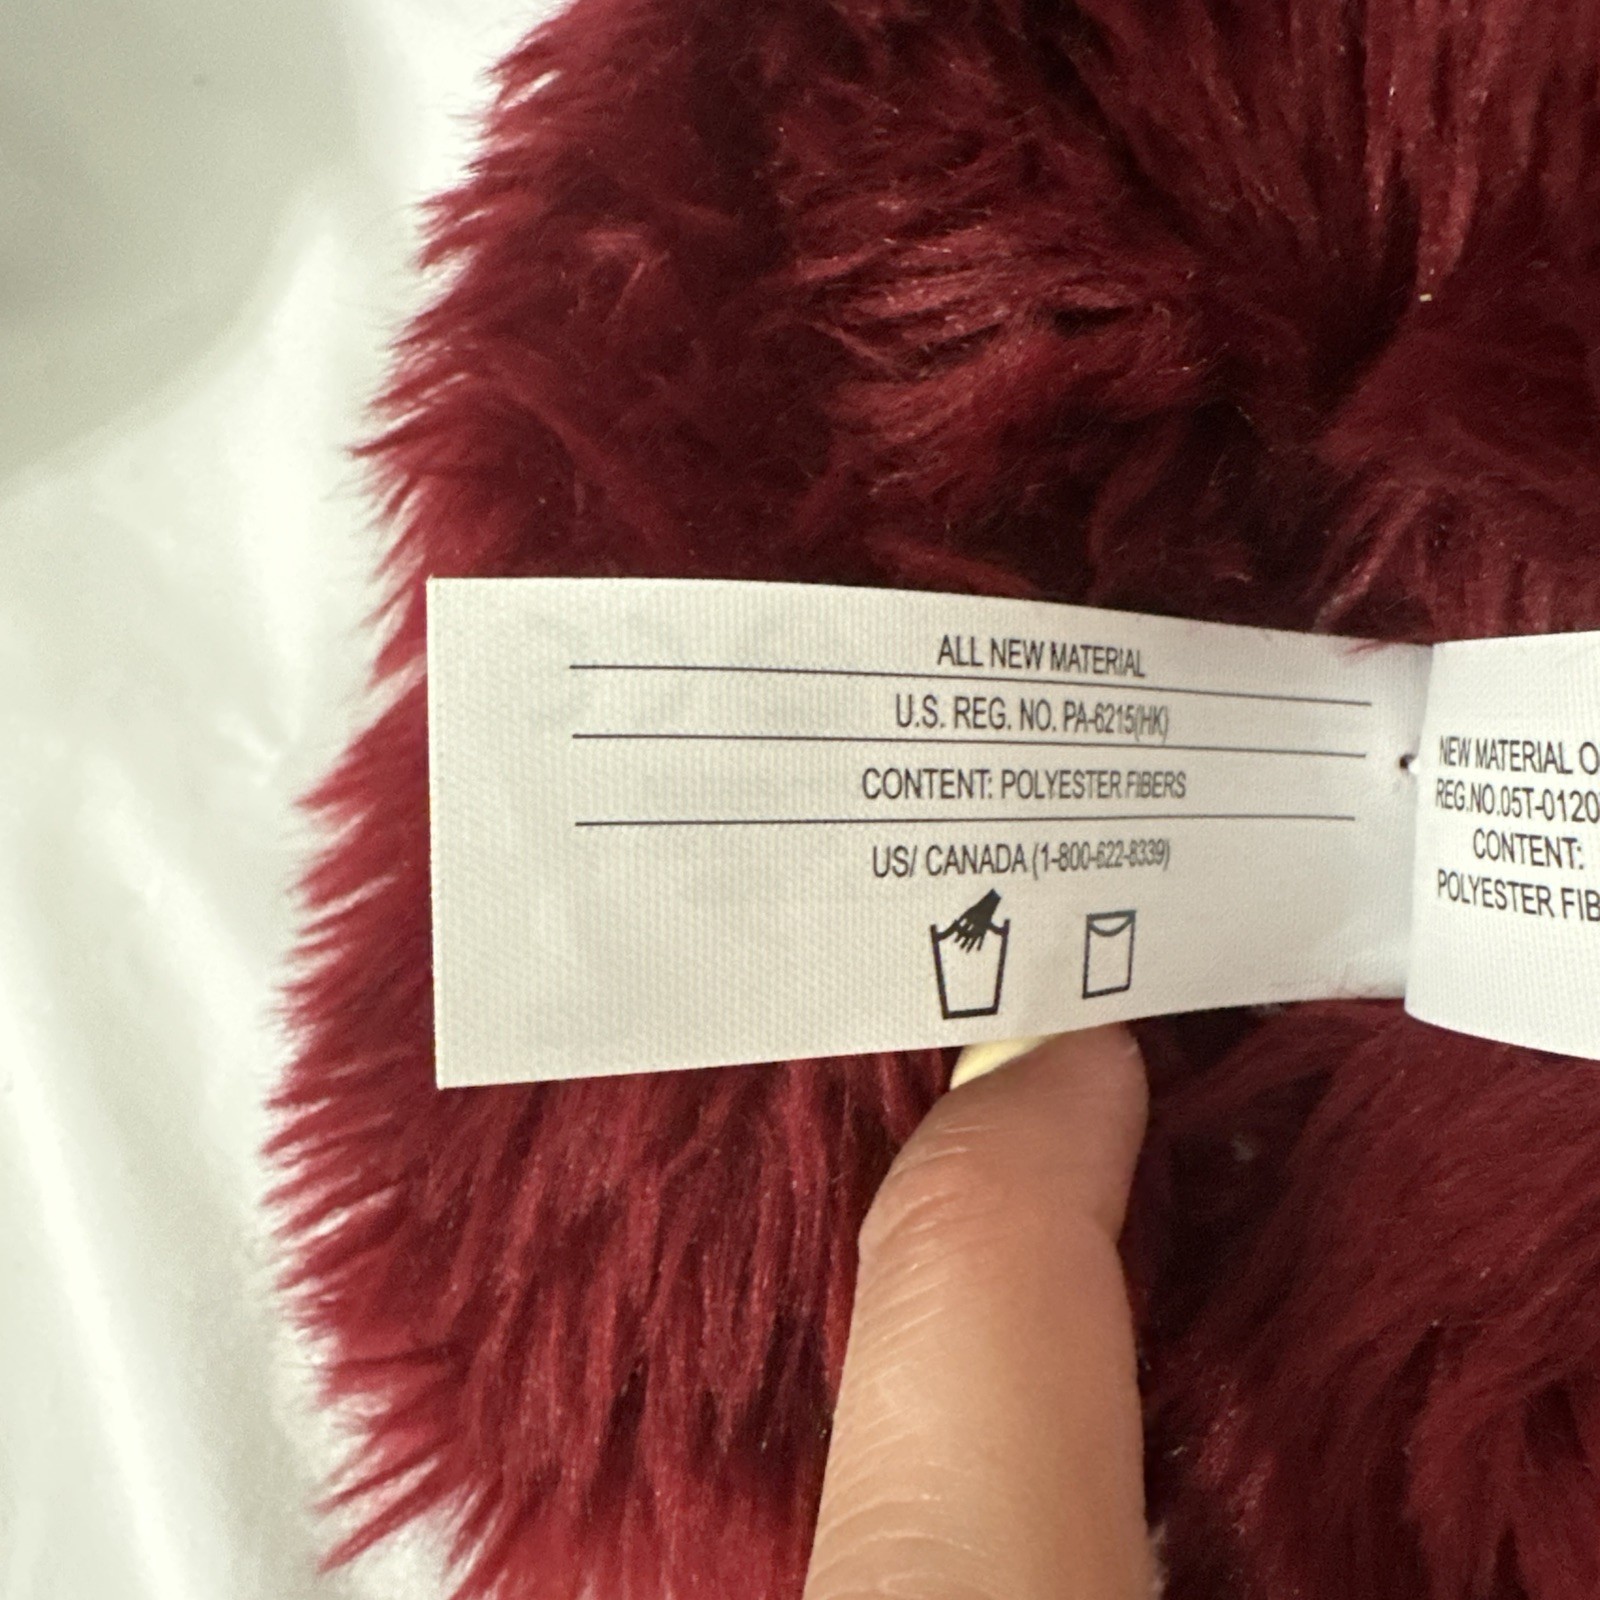 ALL NEW MATERIAL
U.S. REG. NO. PA-6215(HK)
CONTENT: POLYESTER FIBERS
US/ CANADA (1-800-622-8339)
NEW MATERIAL O
REG.NO.05T-0120
CONTENT:
POLYESTER FIB